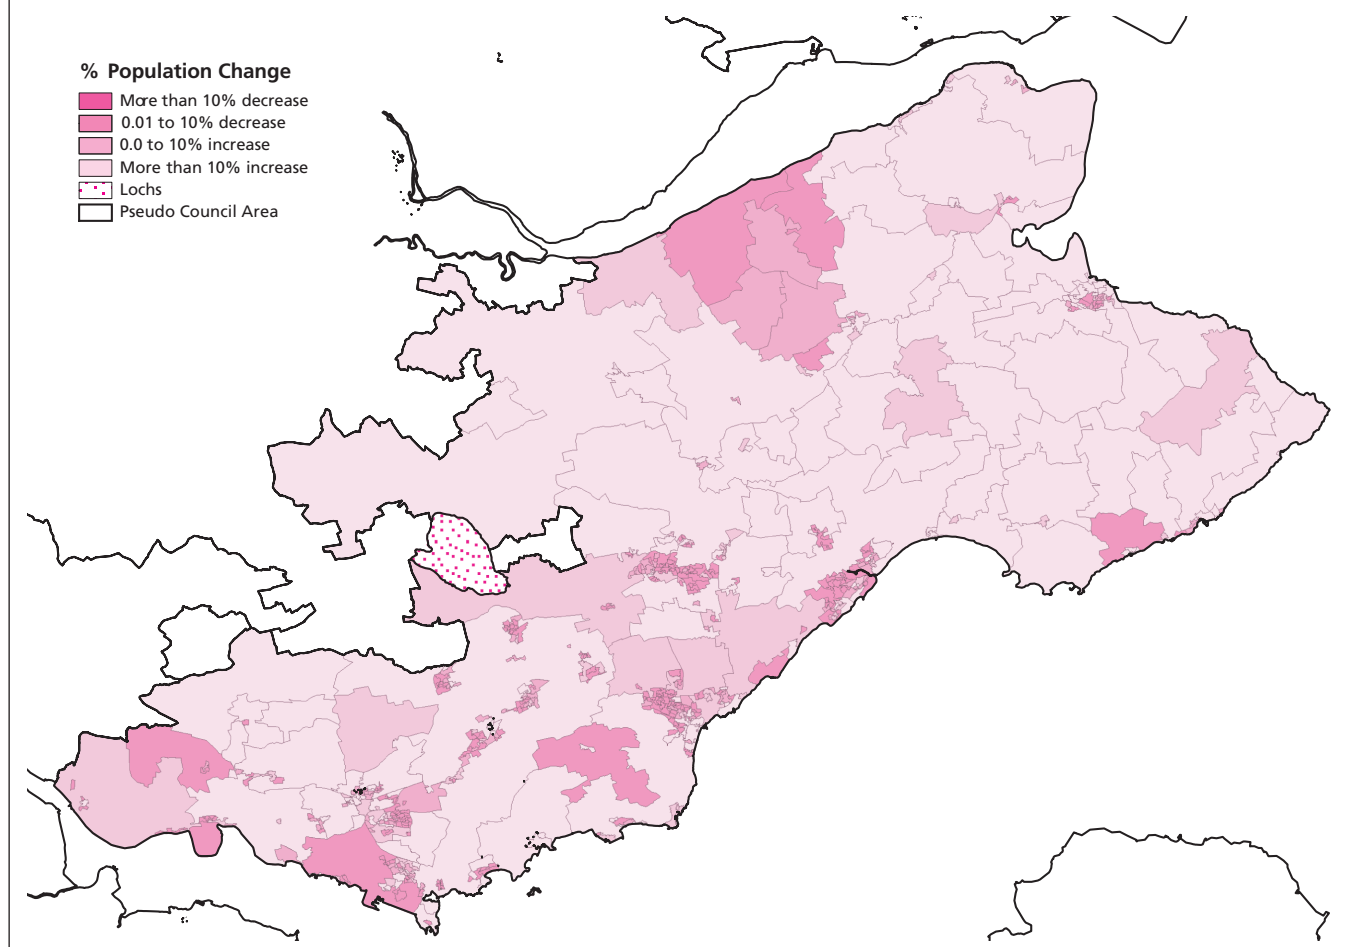 % Population Change
More than 10% decrease
0.01 to 10% decrease
0.0 to 10% increase
More than 10% increase
Lochs
Pseudo Council Area